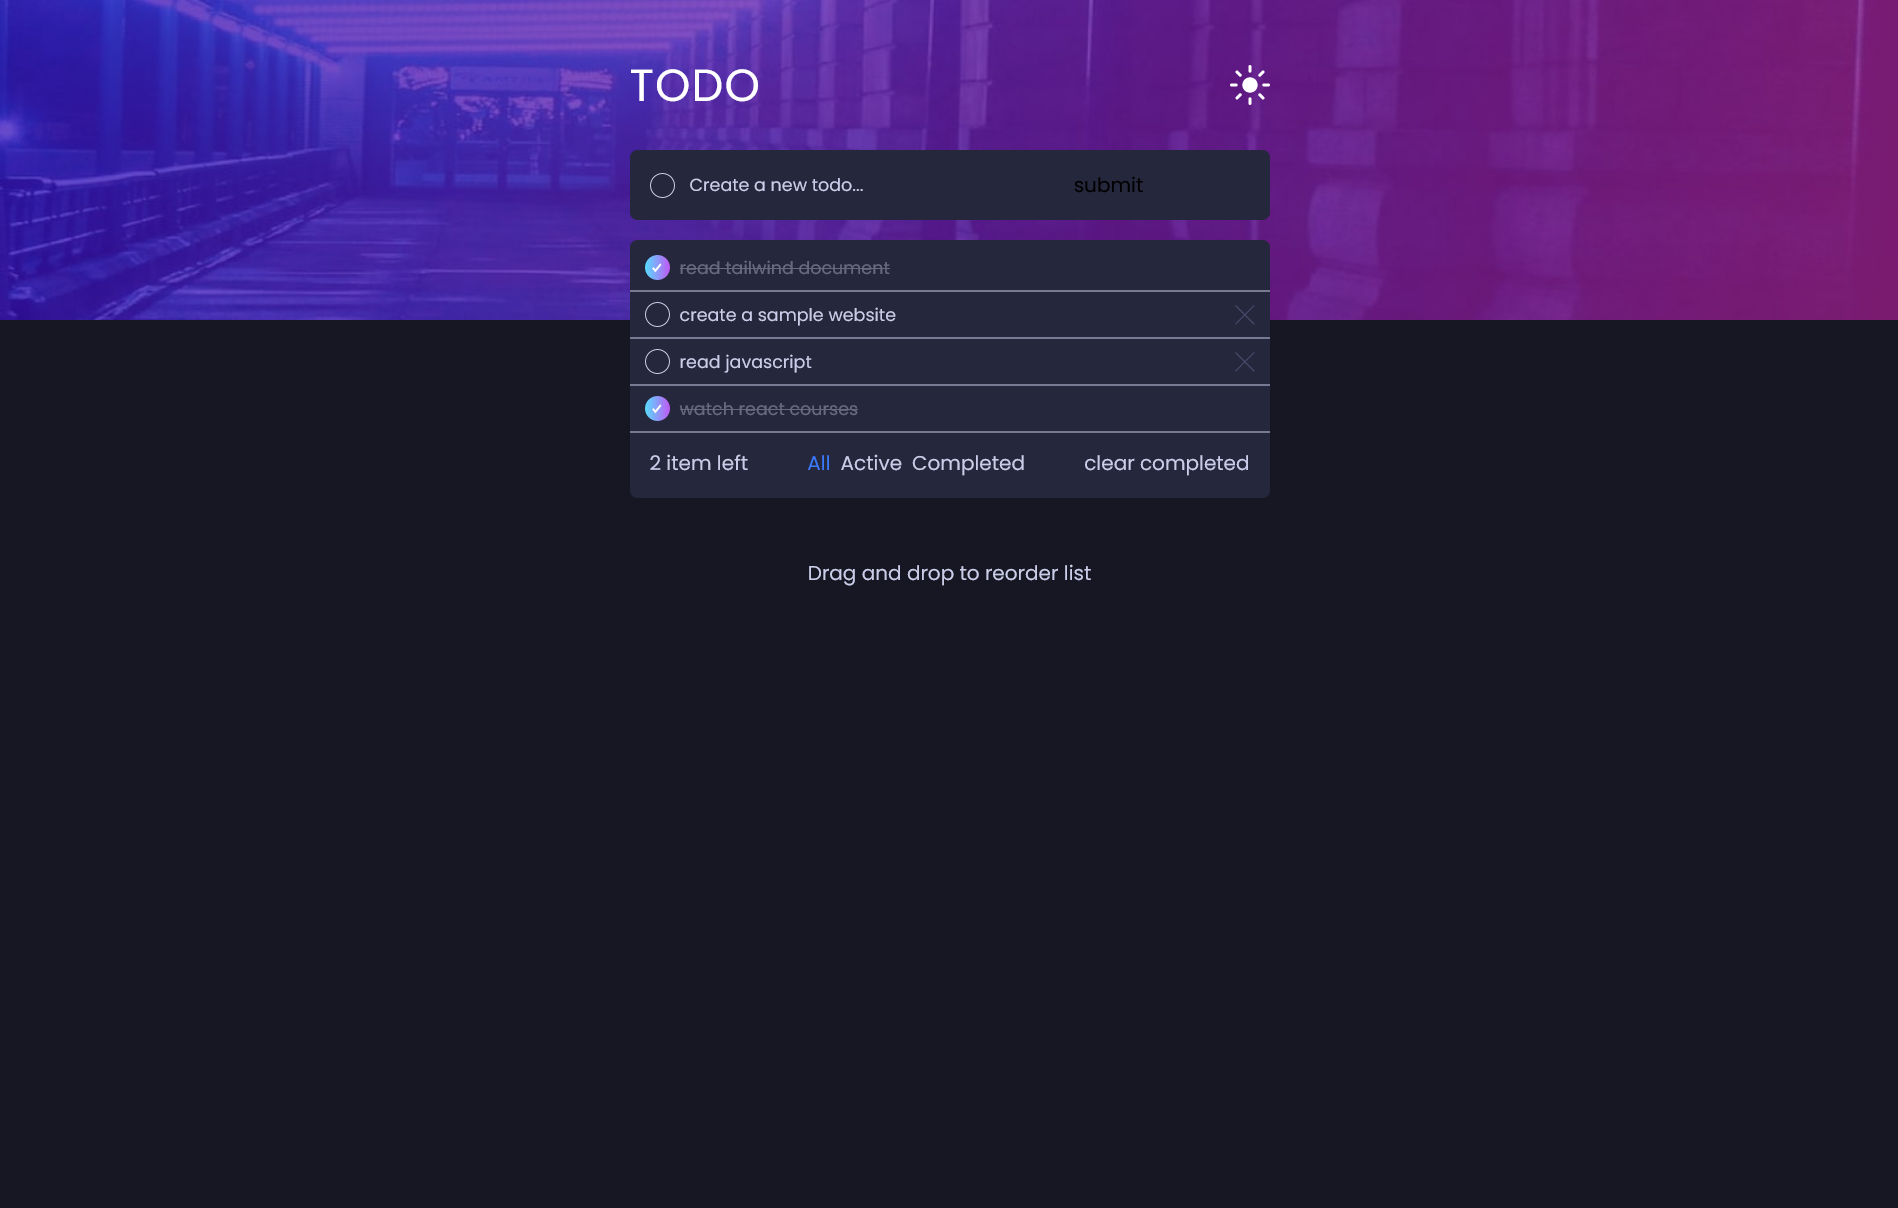 TODO
Create a new todo...
submit
read tailwind document
create a sample website
read javascript
watch react courses
2 item left
All Active Completed
clear completed
Drag and drop to reorder list